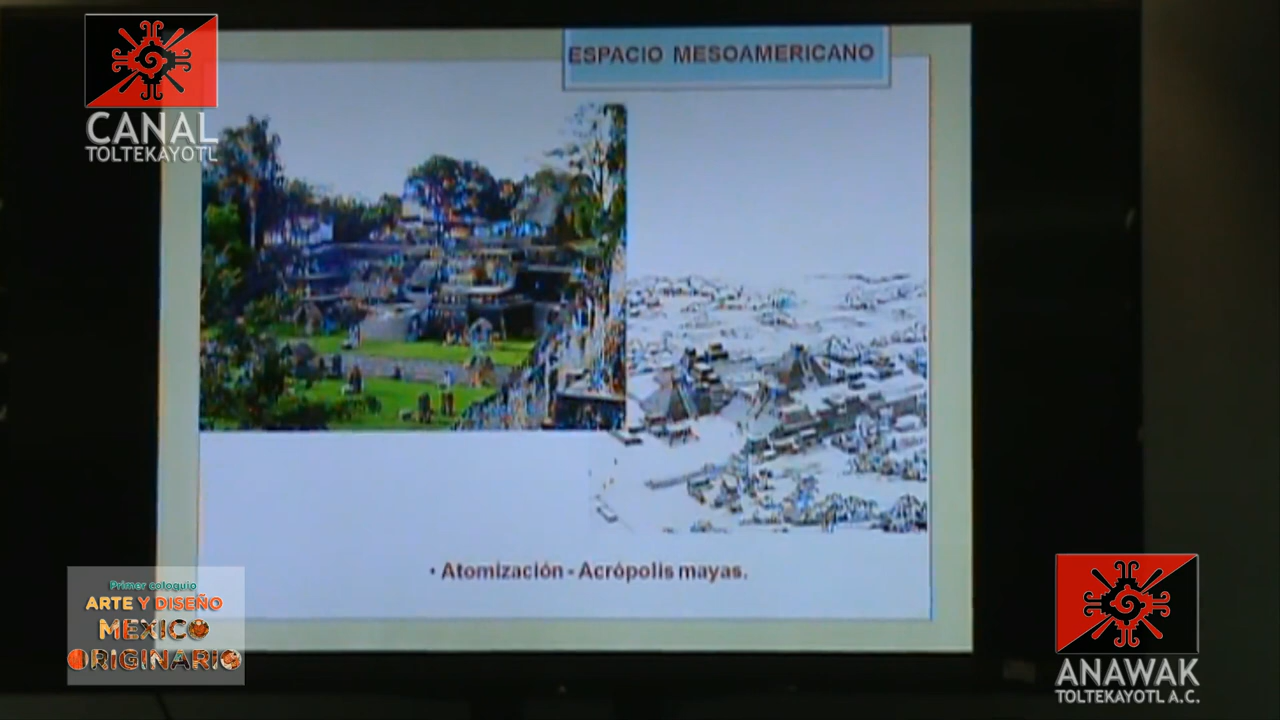 CANAL
TOLTEKAYOTL
ESPACIO MESOAMERICANO
• Atomización - Acrópolis mayas.
Primer coloquio
ARTE Y DISEÑO
MEXICO
ORIGINARIO
ANAWAK
TOLTEKAYOTL A.C.